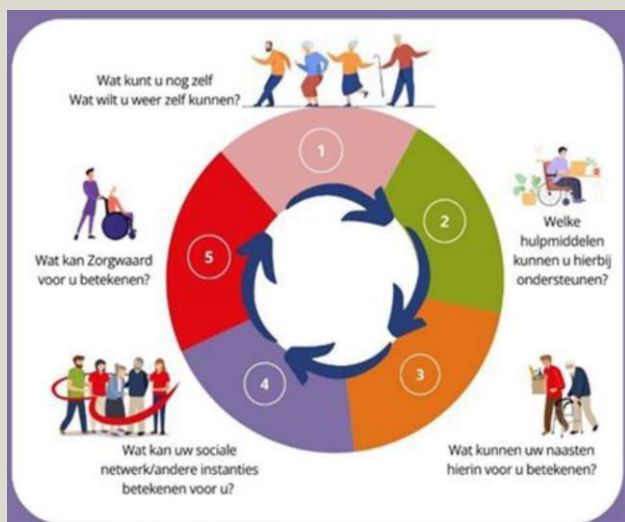 Wat kunt u nog zelf
Wat wilt u weer zelf kunnen?
1
2
Welke
hulpmiddelen
kunnen u hierbij
ondersteunen?
3
Wat kunnen uw naasten
hierin voor u betekenen?
4
Wat kan uw sociale
netwerk/andere instanties
betekenen voor u?
5
Wat kan Zorgwaard
voor u betekenen?